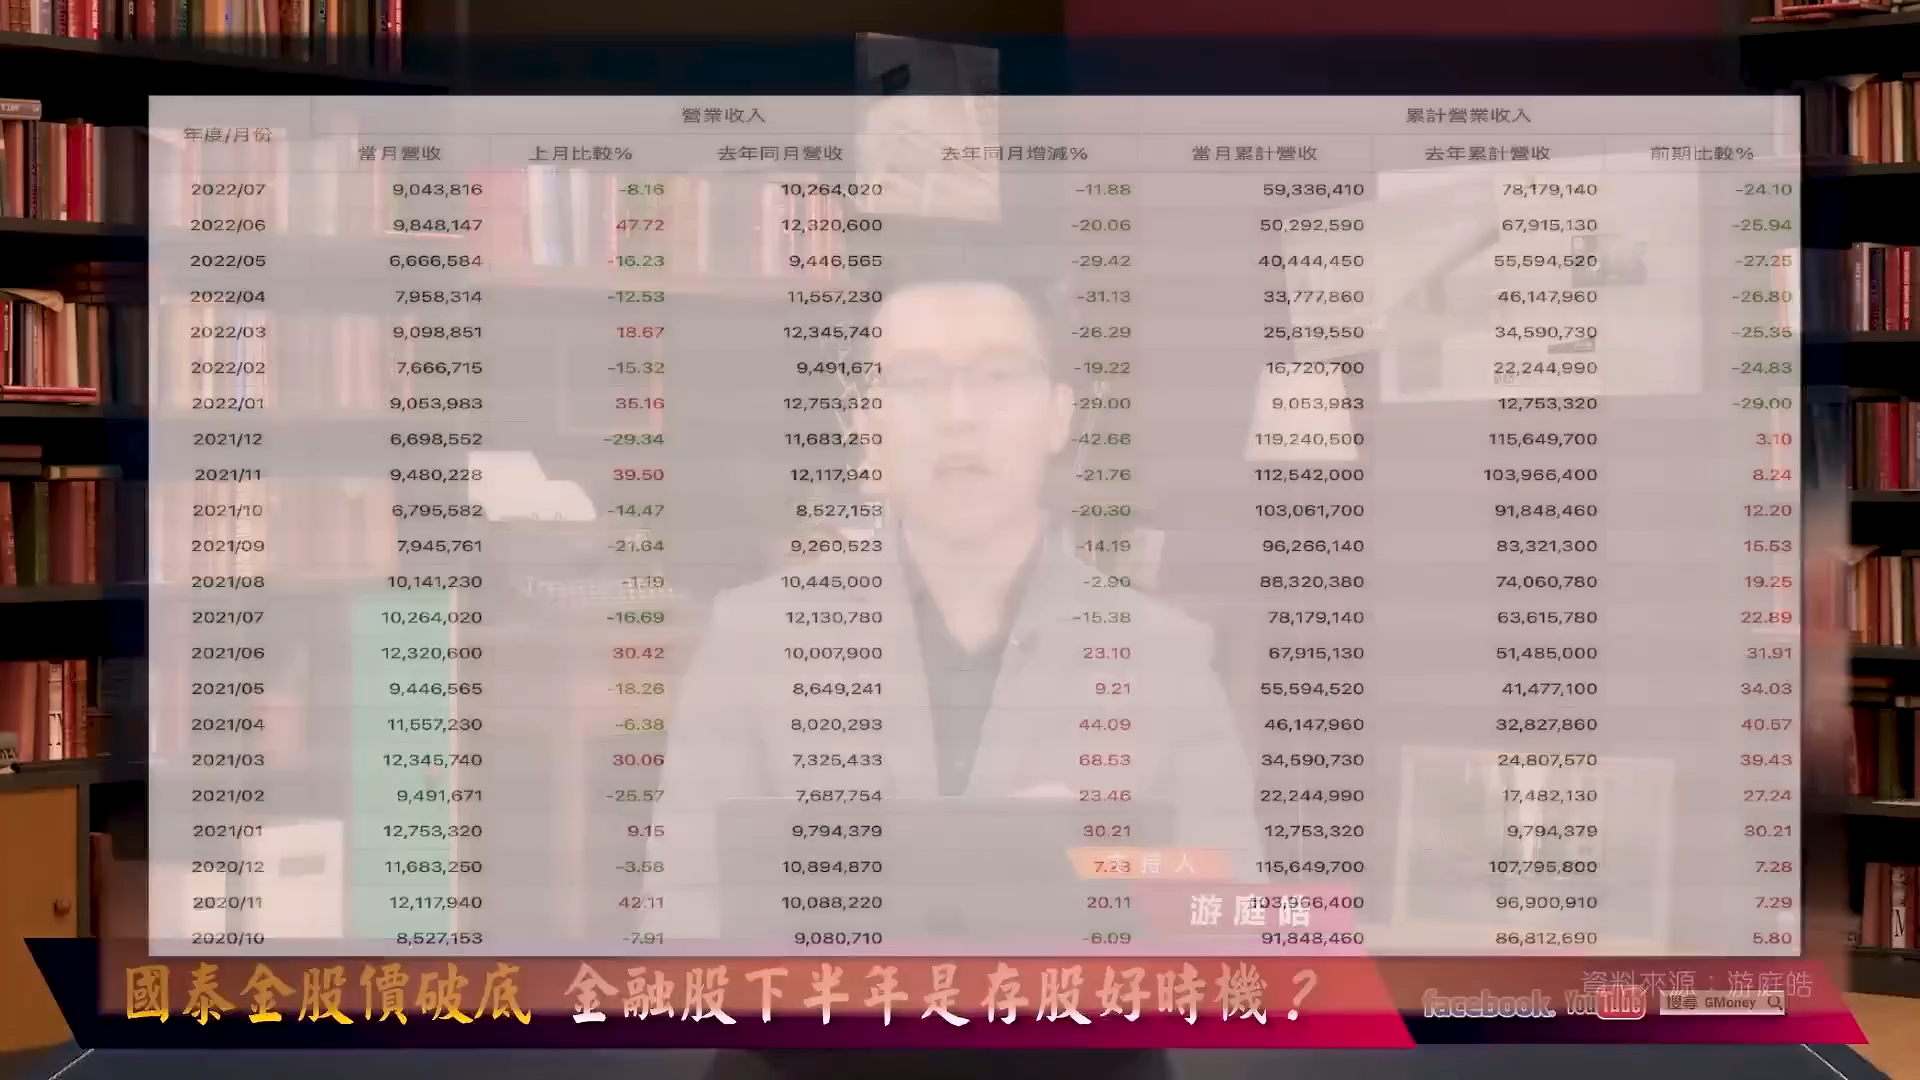 營業收入 累計營業收入
年度/月份
當月營收 上月比較% 去年同月營收 去年同月增減% 當月累計營收 去年累計營收 前期比較%
2022/07 9,043,816 -8.16 10,264,020 -11.88 59,336,410 78,179,140 -24.10
2022/06 9,848,147 47.72 12,320,600 -20.06 50,292,590 67,915,130 -25.94
2022/05 6,666,584 -16.23 9,446,565 -29.42 40,444,450 55,594,520 -27.25
2022/04 7,958,314 -12.53 11,557,230 -31.13 33,777,860 46,147,960 -26.80
2022/03 9,098,851 18.67 12,345,740 -26.29 25,819,550 34,590,730 -25.35
2022/02 7,666,715 -15.32 9,491,671 -19.22 16,720,700 22,244,990 -24.83
2022/01 9,053,983 35.16 12,753,320 -29.00 9,053,983 12,753,320 -29.00
2021/12 6,698,552 -29.34 11,683,250 -42.66 119,240,500 115,649,700 3.10
2021/11 9,480,228 39.50 12,117,940 -21.76 112,542,000 103,966,400 8.24
2021/10 6,795,582 -14.47 8,527,153 -20.30 103,061,700 91,848,460 12.20
2021/09 7,945,761 -21.64 9,260,523 -14.19 96,266,140 83,321,300 15.53
2021/08 10,141,230 -1.19 10,445,000 -2.90 88,320,380 74,060,780 19.25
2021/07 10,264,020 -16.69 12,130,780 -15.38 78,179,140 63,615,780 22.89
2021/06 12,320,600 30.42 10,007,900 23.10 67,915,130 51,485,000 31.91
2021/05 9,446,565 -18.26 8,649,241 9.21 55,594,520 41,477,100 34.03
2021/04 11,557,230 -6.38 8,020,293 44.09 46,147,960 32,827,860 40.57
2021/03 12,345,740 30.06 7,325,433 68.53 34,590,730 24,807,570 39.43
2021/02 9,491,671 -25.57 7,687,754 23.46 22,244,990 17,482,130 27.24
2021/01 12,753,320 9.15 9,794,379 30.21 12,753,320 9,794,379 30.21
2020/12 11,683,250 -3.58 10,894,870 7.23 115,649,700 107,795,800 7.28
2020/11 12,117,940 42.11 10,088,220 20.11 103,966,400 96,900,910 7.29
2020/10 8,527,153 -7.91 9,080,710 -6.09 91,848,460 86,812,690 5.80
主持人
游庭皓
國泰金股價破底 金融股下半年是存股好時機？
資料來源：游庭皓
facebook. YouTube 搜尋 GMoney